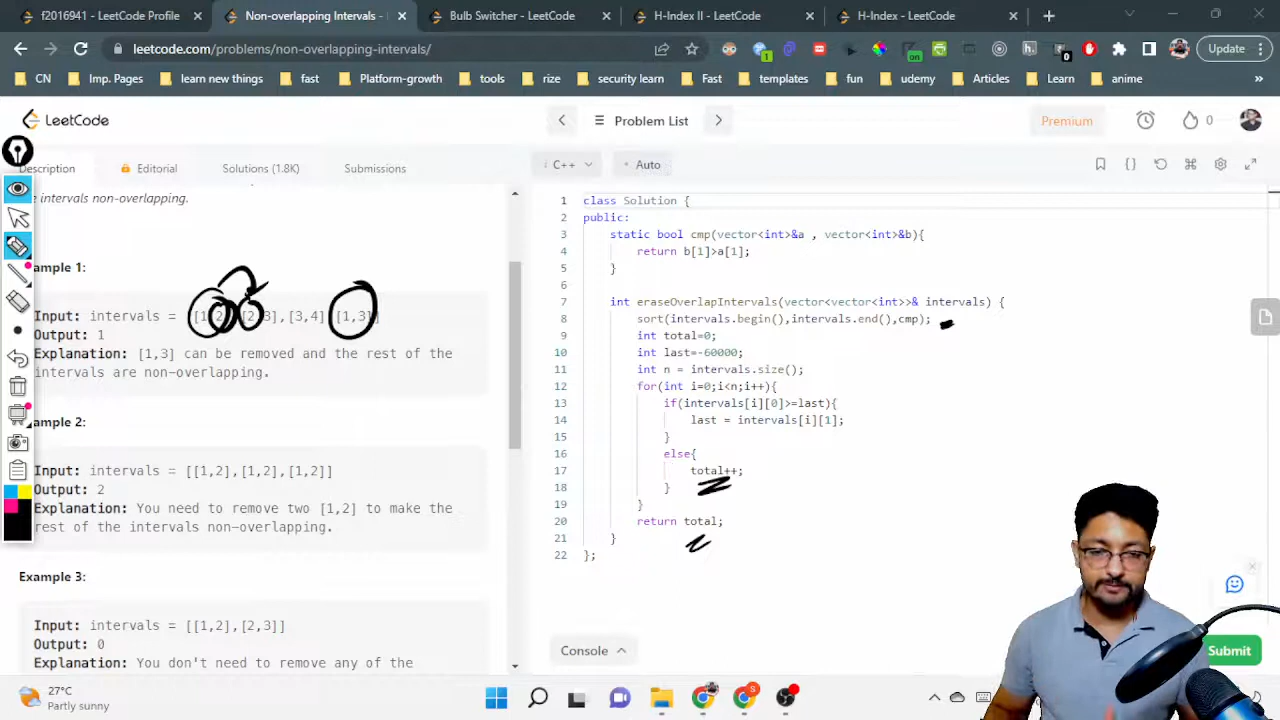 f2016941 - LeetCode Profile
Non-overlapping Intervals -
Bulb Switcher - LeetCode
H-Index II - LeetCode
H-Index - LeetCode
leetcode.com/problems/non-overlapping-intervals/
1
on
0
Update
CN
Imp. Pages
learn new things
fast
Platform-growth
tools
rise
security learn
Fast
templates
fun
udemy
Articles
Learn
anime
»
LeetCode
Problem List
Premium
0
Description
Editorial
Solutions (1.8K)
Submissions
C++
Auto
e intervals non-overlapping.
ample 1:
Input: intervals = [3,4] [1,3]
Output: 1
Explanation: [1,3] can be removed and the rest of the
intervals are non-overlapping.
ample 2:
Input: intervals = [[1,2],[1,2],[1,2]]
Output: 2
Explanation: You need to remove two [1,2] to make the
rest of the intervals non-overlapping.
Example 3:
Input: intervals = [[1,2],[2,3]]
Output: 0
Explanation: You don't need to remove any of the
1 class Solution {
2 public:
3 static bool cmp(vector<int>&a , vector<int>&b){
4 return b[1]>a[1];
5 }
6
7 int eraseOverlapIntervals(vector<vector<int>>& intervals) {
8 sort(intervals.begin(),intervals.end(),cmp);
9 int total=0;
10 int last=-60000;
11 int n = intervals.size();
12 for(int i=0;i<n;i++){
13 if(intervals[i][0]>=last){
14 last = intervals[i][1];
15 }
16 else{
17 total++;
18 }
19 }
20 return total;
21 }
22 };
Console
Submit
27°C
Partly sunny